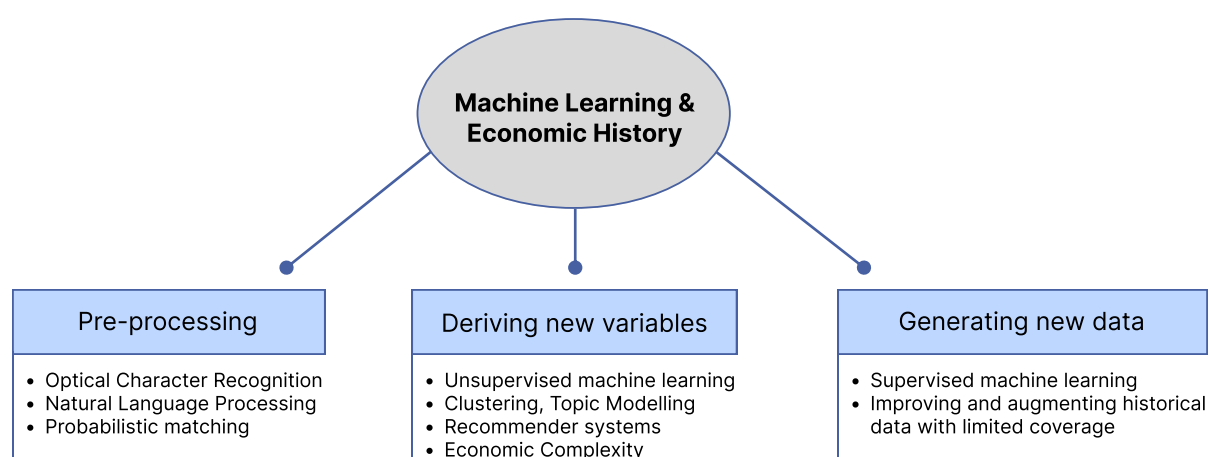 Machine Learning &
Economic History
Pre-processing
• Optical Character Recognition
• Natural Language Processing
• Probabilistic matching
Deriving new variables
• Unsupervised machine learning
• Clustering, Topic Modelling
• Recommender systems
• Economic Complexity
Generating new data
• Supervised machine learning
• Improving and augmenting historical
data with limited coverage